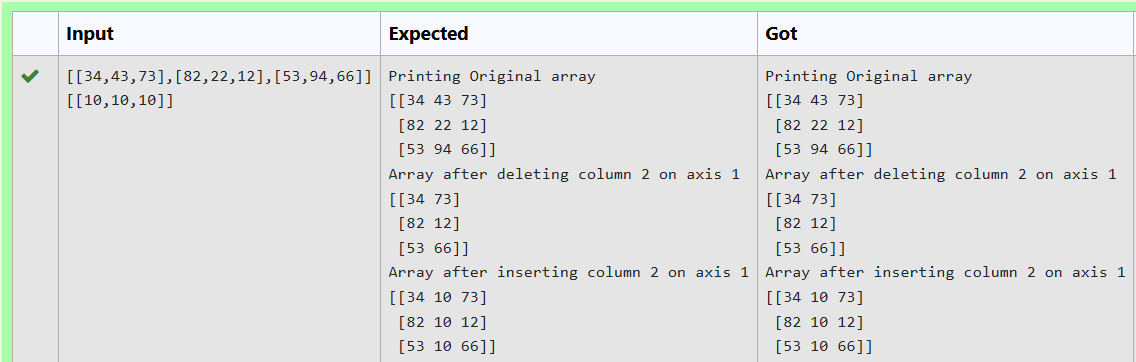 Input Expected Got
[[34,43,73],[82,22,12],[53,94,66]] Printing Original array Printing Original array
[[10,10,10]] [[34 43 73] [[34 43 73]
[82 22 12] [82 22 12]
[53 94 66]] [53 94 66]]
Array after deleting column 2 on axis 1 Array after deleting column 2 on axis 1
[[34 73] [[34 73]
[82 12] [82 12]
[53 66]] [53 66]]
Array after inserting column 2 on axis 1 Array after inserting column 2 on axis 1
[[34 10 73] [[34 10 73]
[82 10 12] [82 10 12]
[53 10 66]] [53 10 66]]